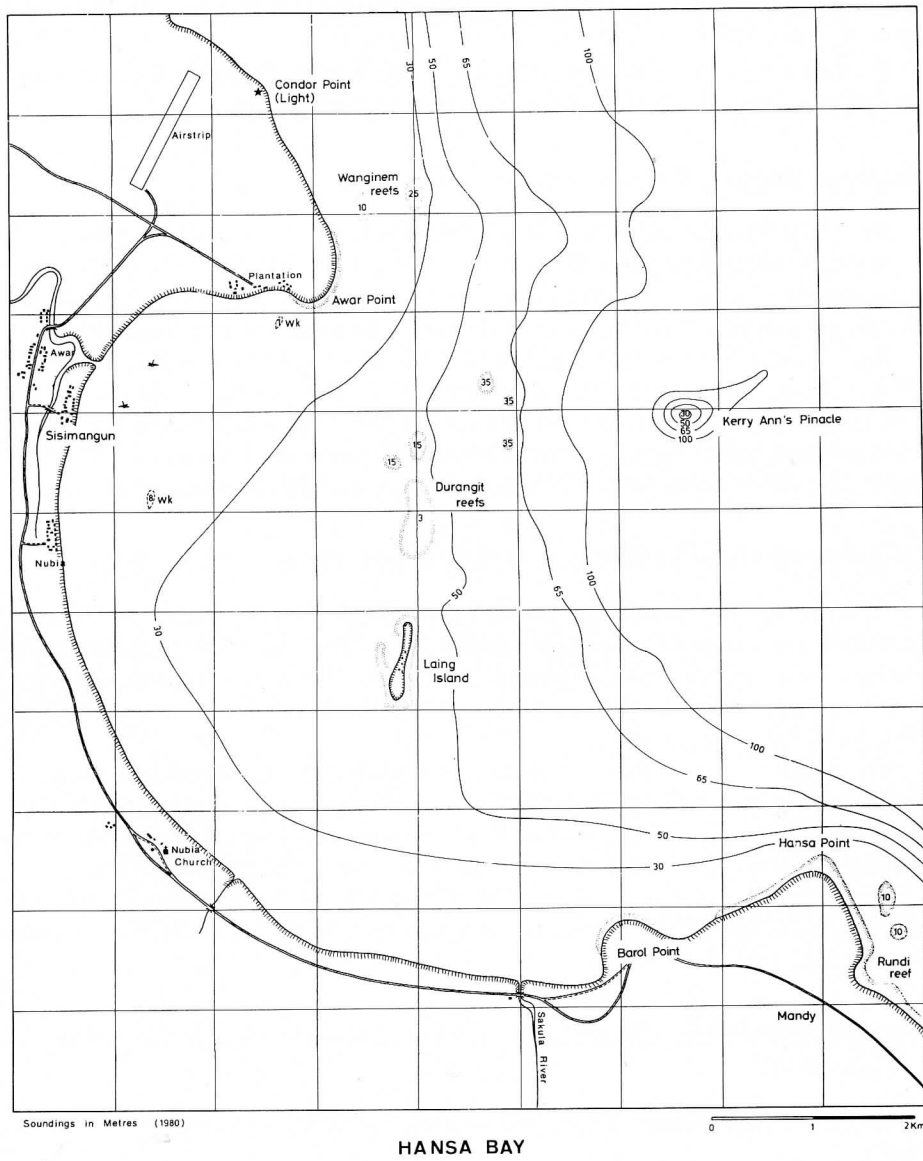 30
50
65
100
Condor Point
(Light)
Airstrip
Wanginem
reefs
25
10
Plantation
Awar Point
Wk
Awar
35
35
Sisimangun
30
50
65
100
Kerry Ann's Pinacle
15
35
15
8 Wk
Durangit
reefs
3
Nubia
50
65
100
30
Laing
Island
100
65
50
Nubia
Church
30
Hansa Point
10
10
Barol Point
Rundi
reef
Mandy
Sakula River
Soundings in Metres (1980)
0 1 2Km
HANSA BAY